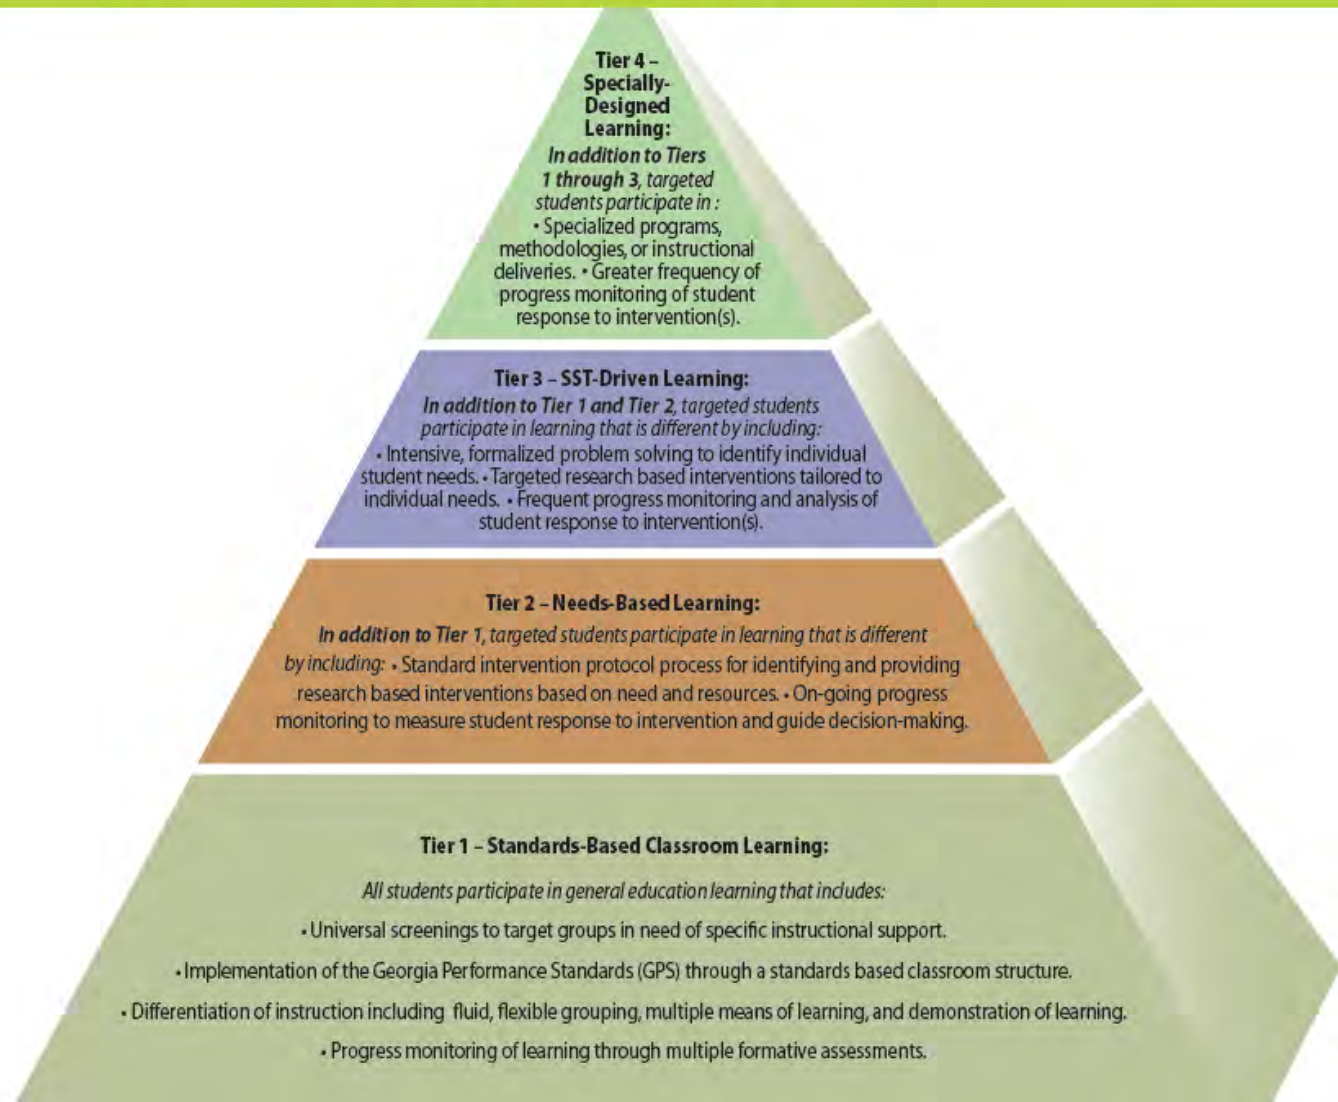 Tier 4 –
Specially-
Designed
Learning:
In addition to Tiers
1 through 3, targeted
students participate in :
• Specialized programs,
methodologies, or instructional
deliveries. • Greater frequency of
progress monitoring of student
response to intervention(s).
Tier 3 – SST-Driven Learning:
In addition to Tier 1 and Tier 2, targeted students
participate in learning that is different by including:
• Intensive, formalized problem solving to identify individual
student needs. • Targeted research based interventions tailored to
individual needs. • Frequent progress monitoring and analysis of
student response to intervention(s).
Tier 2 – Needs-Based Learning:
In addition to Tier 1, targeted students participate in learning that is different
by including: • Standard intervention protocol process for identifying and providing
research based interventions based on need and resources. • On-going progress
monitoring to measure student response to intervention and guide decision-making.
Tier 1 – Standards-Based Classroom Learning:
All students participate in general education learning that includes:
• Universal screenings to target groups in need of specific instructional support.
• Implementation of the Georgia Performance Standards (GPS) through a standards based classroom structure.
• Differentiation of instruction including fluid, flexible grouping, multiple means of learning, and demonstration of learning.
• Progress monitoring of learning through multiple formative assessments.